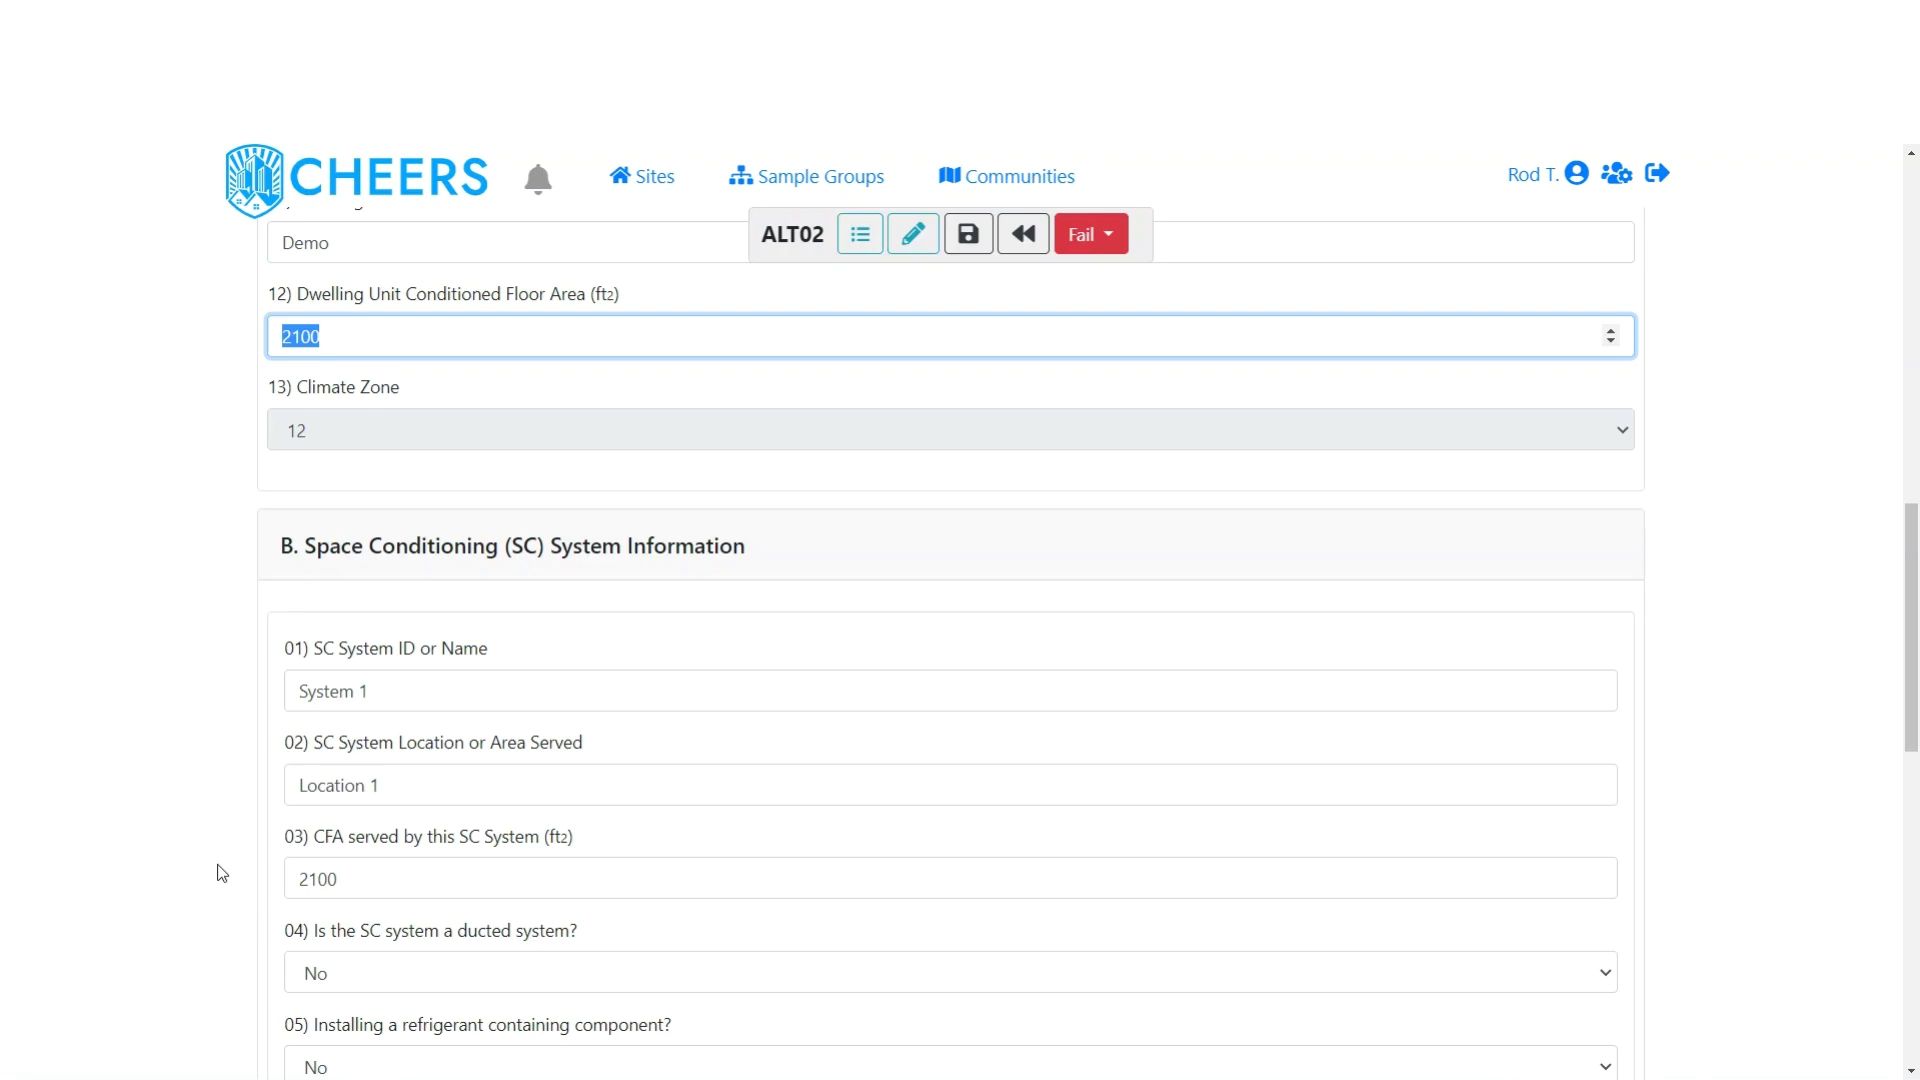 CHEERS
Sites
Sample Groups
Communities
Rod T.
ALT02
Fail
Demo
12) Dwelling Unit Conditioned Floor Area (ft2)
2100
13) Climate Zone
12
B. Space Conditioning (SC) System Information
01) SC System ID or Name
System 1
02) SC System Location or Area Served
Location 1
03) CFA served by this SC System (ft2)
2100
04) Is the SC system a ducted system?
No
05) Installing a refrigerant containing component?
No